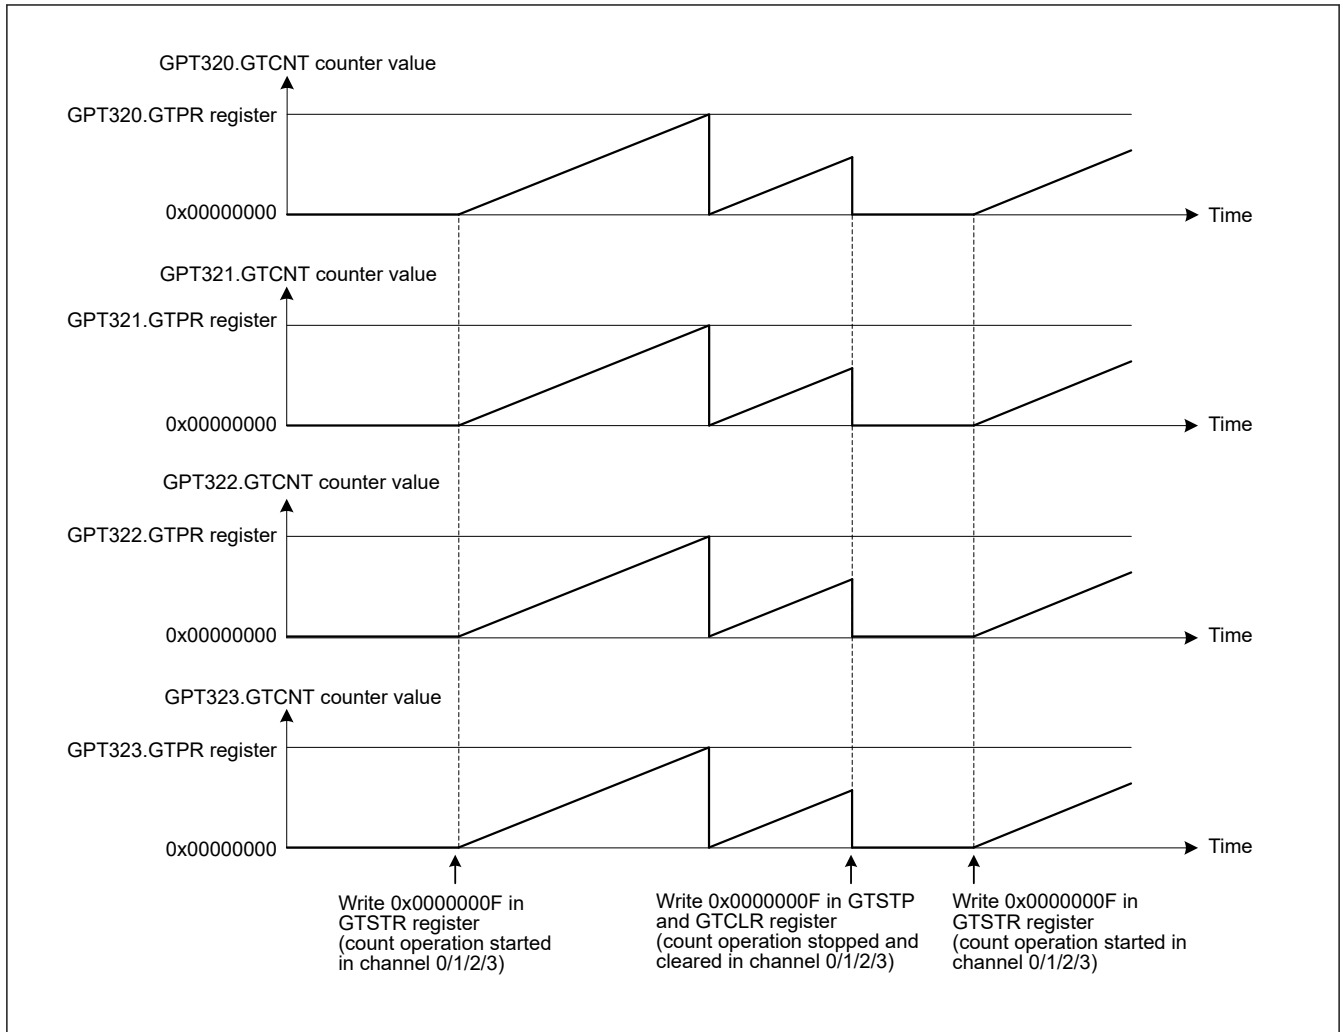 GPT320.GTCNT counter value
GPT320.GTPR register
0x00000000
Time
GPT321.GTCNT counter value
GPT321.GTPR register
0x00000000
Time
GPT322.GTCNT counter value
GPT322.GTPR register
0x00000000
Time
GPT323.GTCNT counter value
GPT323.GTPR register
0x00000000
Time
Write 0x0000000F in
GTSTR register
(count operation started
in channel 0/1/2/3)
Write 0x0000000F in GTSTP
and GTCLR register
(count operation stopped and
cleared in channel 0/1/2/3)
Write 0x0000000F in
GTSTR register
(count operation started in
channel 0/1/2/3)